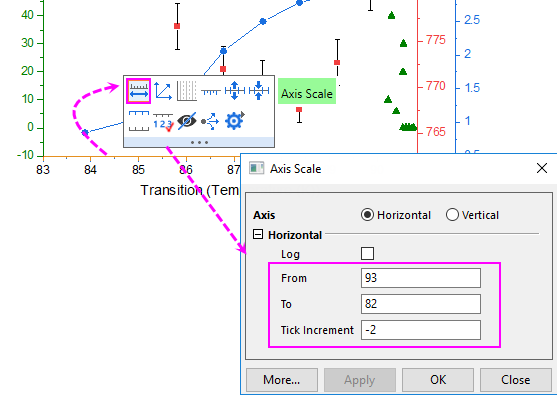 40
30
20
10
0
-10
83
84
85
86
87
Transition (Tem
775
770
765
2.5
2
1.5
1
0.5
123
Axis Scale
Axis Scale
Axis
Horizontal
Vertical
Horizontal
Log
From
93
To
82
Tick Increment
-2
More...
Apply
OK
Close